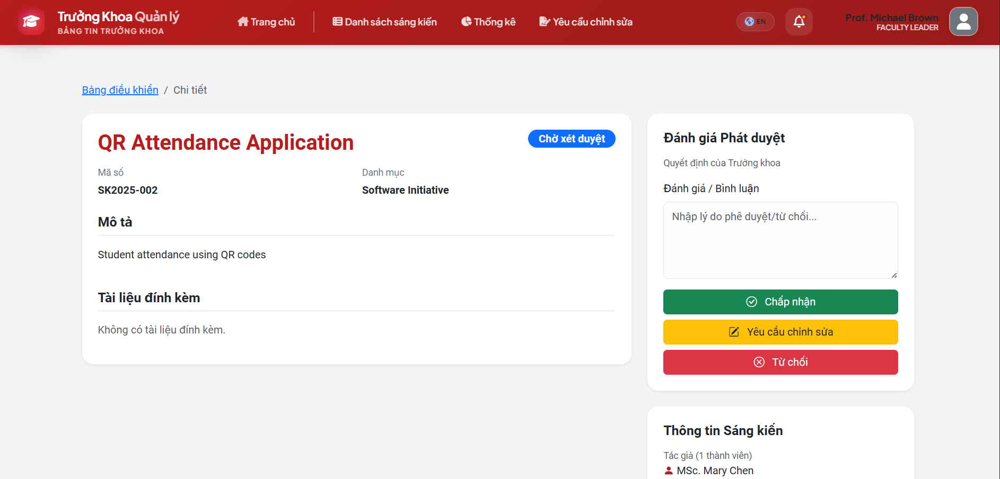 Trưởng Khoa Quản lý
BẢNG TIN TRƯỞNG KHOA
Trang chủ
Danh sách sáng kiến
Thống kê
Yêu cầu chỉnh sửa
EN
Prof. Michael Brown
FACULTY LEADER
Bảng điều khiển / Chi tiết
QR Attendance Application
Chờ xét duyệt
Mã số
SK2025-002
Danh mục
Software Initiative
Mô tả
Student attendance using QR codes
Tài liệu đính kèm
Không có tài liệu đính kèm.
Đánh giá Phát duyệt
Quyết định của Trưởng khoa
Đánh giá / Bình luận
Nhập lý do phê duyệt/từ chối...
Chấp nhận
Yêu cầu chỉnh sửa
Từ chối
Thông tin Sáng kiến
Tác giả (1 thành viên)
MSc. Mary Chen